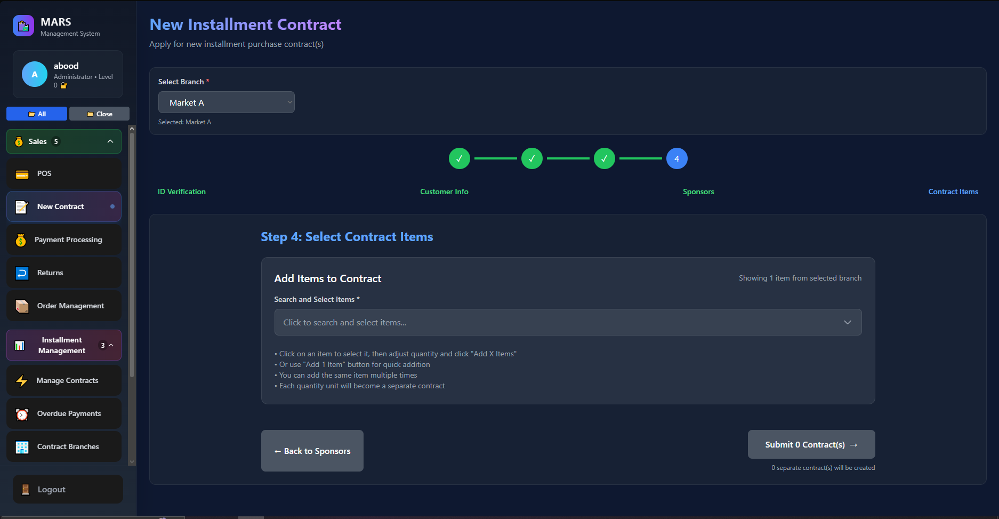 MARS
Management System
A
abood
Administrator • Level
0
All
Close
Sales 5
POS
New Contract
Payment Processing
Returns
Order Management
Installment
Management
3
Manage Contracts
Overdue Payments
Contract Branches
Logout
New Installment Contract
Apply for new installment purchase contract(s)
Select Branch *
Market A
Selected: Market A
✓ ✓ ✓ 4
ID Verification
Customer Info
Sponsors
Contract Items
Step 4: Select Contract Items
Add Items to Contract
Showing 1 item from selected branch
Search and Select Items *
Click to search and select items...
• Click on an item to select it, then adjust quantity and click "Add X Items"
• Or use "Add 1 Item" button for quick addition
• You can add the same item multiple times
• Each quantity unit will become a separate contract
← Back to Sponsors
Submit 0 Contract(s) →
0 separate contract(s) will be created